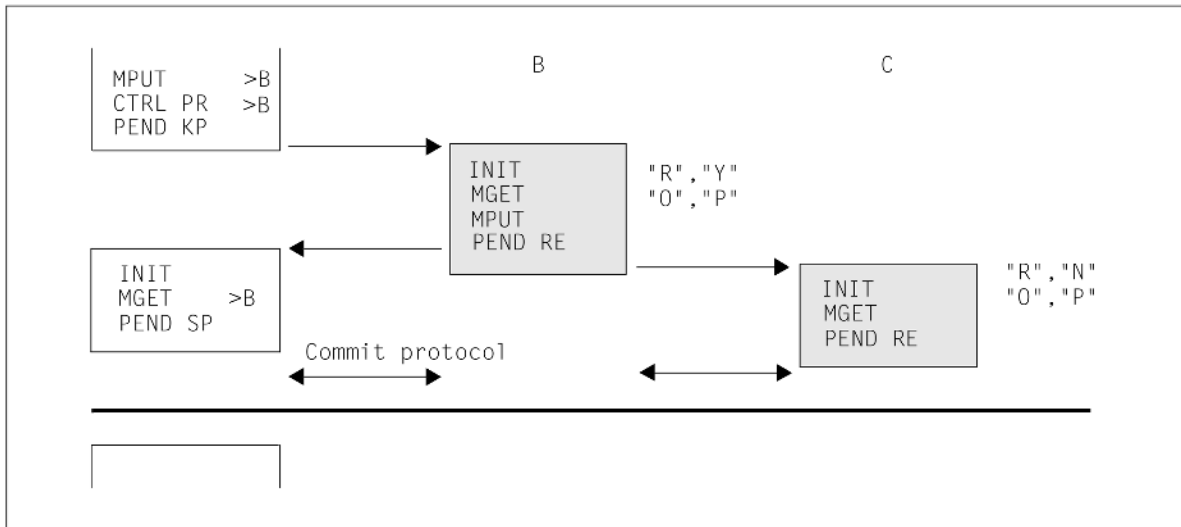 B C
MPUT >B
CTRL PR >B
PEND KP
INIT
MGET
MPUT
PEND RE
"R","Y"
"O","P"
INIT
MGET >B
PEND SP
INIT
MGET
PEND RE
"R","N"
"O","P"
Commit protocol